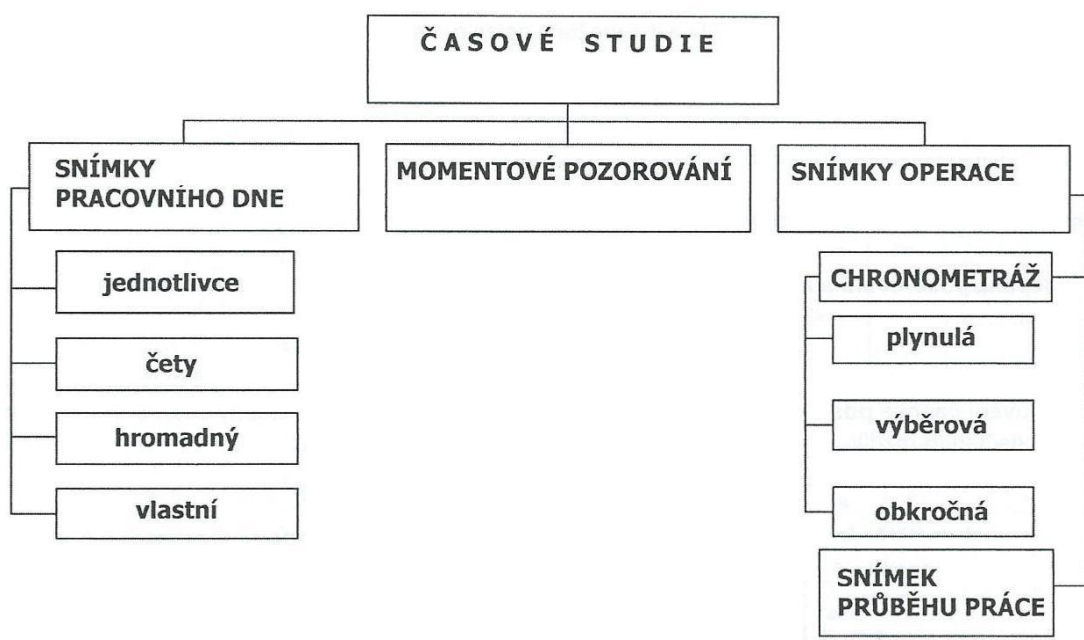 ČASOVÉ STUDIE
SNÍMKY
PRACOVNÍHO DNE
jednotlivce
čety
hromadný
vlastní
MOMENTOVÉ POZOROVÁNÍ
SNÍMKY OPERACE
CHRONOMETRÁŽ
plynulá
výběrová
obkročná
SNÍMEK
PRŮBĚHU PRÁCE